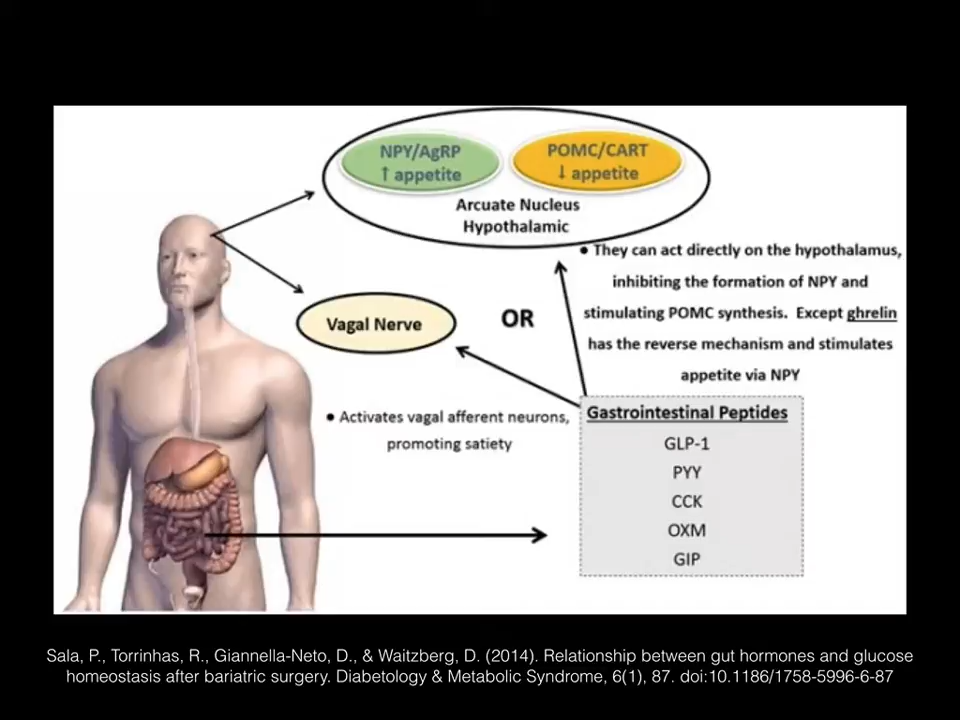 NPY/AgRP
↑ appetite
POMC/CART
↓ appetite
Arcuate Nucleus
Hypothalamic
● They can act directly on the hypothalamus,
inhibiting the formation of NPY and
stimulating POMC synthesis. Except ghrelin
has the reverse mechanism and stimulates
appetite via NPY
Vagal Nerve
OR
● Activates vagal afferent neurons,
promoting satiety
Gastrointestinal Peptides
GLP-1
PYY
CCK
OXM
GIP
Sala, P., Torrinhas, R., Giannella-Neto, D., & Waitzberg, D. (2014). Relationship between gut hormones and glucose
homeostasis after bariatric surgery. Diabetology & Metabolic Syndrome, 6(1), 87. doi:10.1186/1758-5996-6-87